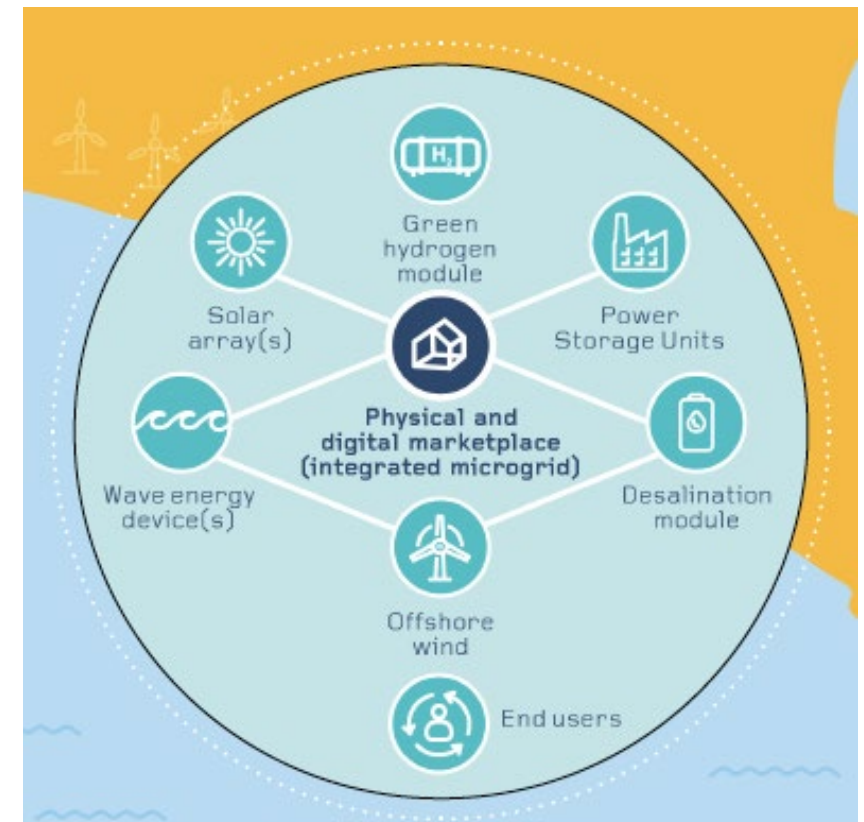 H₂
Green
hydrogen
module
Solar
array(s)
Power
Storage Units
Physical and
digital marketplace
(integrated microgrid)
Wave energy
device(s)
Desalination
module
Offshore
wind
End users